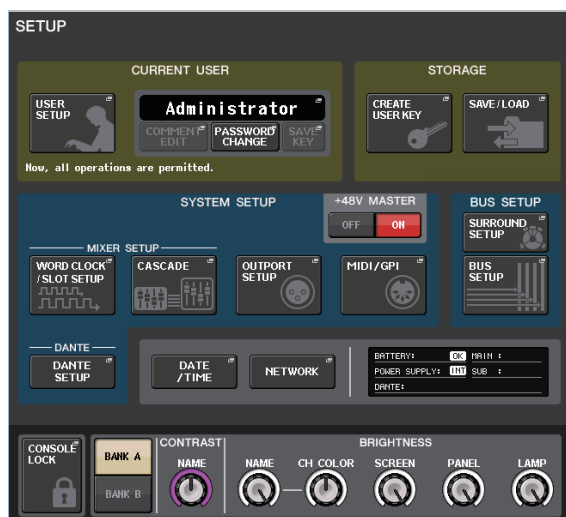 SETUP
CURRENT USER
STORAGE
USER
SETUP
Administrator
COMMENT
EDIT
PASSWORD
CHANGE
SAVE
KEY
CREATE
USER KEY
SAVE/LOAD
Now, all operations are permitted.
SYSTEM SETUP
+48V MASTER
OFF
ON
BUS SETUP
SURROUND
SETUP
MIXER SETUP
WORD CLOCK
/SLOT SETUP
CASCADE
OUTPORT
SETUP
MIDI/GPI
BUS
SETUP
DANTE
DANTE
SETUP
DATE
/TIME
NETWORK
BATTERY: OK MAIN :
POWER SUPPLY: INT SUB :
DANTE:
CONSOLE
LOCK
BANK A
BANK B
CONTRAST
NAME
BRIGHTNESS
NAME
CH COLOR
SCREEN
PANEL
LAMP